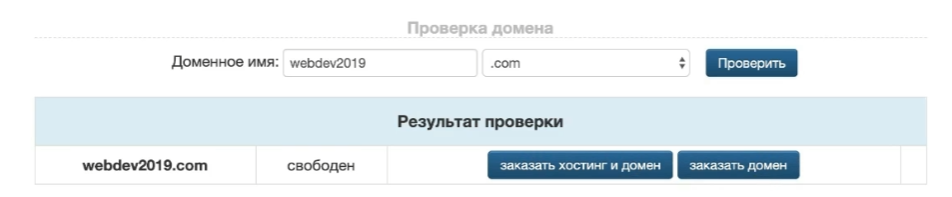 Проверка домена
Доменное имя: webdev2019 .com Проверить
Результат проверки
webdev2019.com свободен заказать хостинг и домен заказать домен